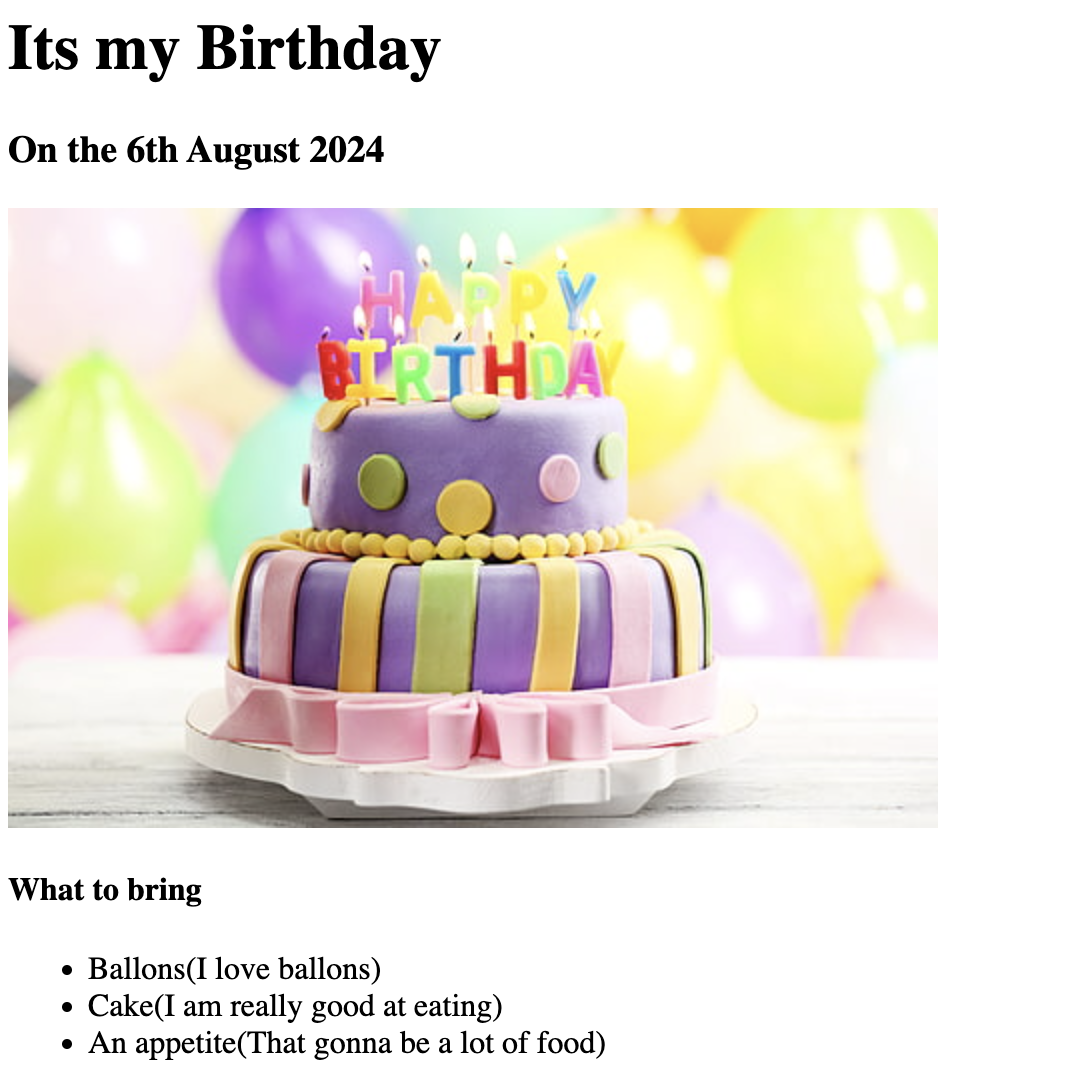 Its my Birthday
On the 6th August 2024
HAPPY
BIRTHDAY
What to bring
Ballons(I love ballons)
Cake(I am really good at eating)
An appetite(That gonna be a lot of food)